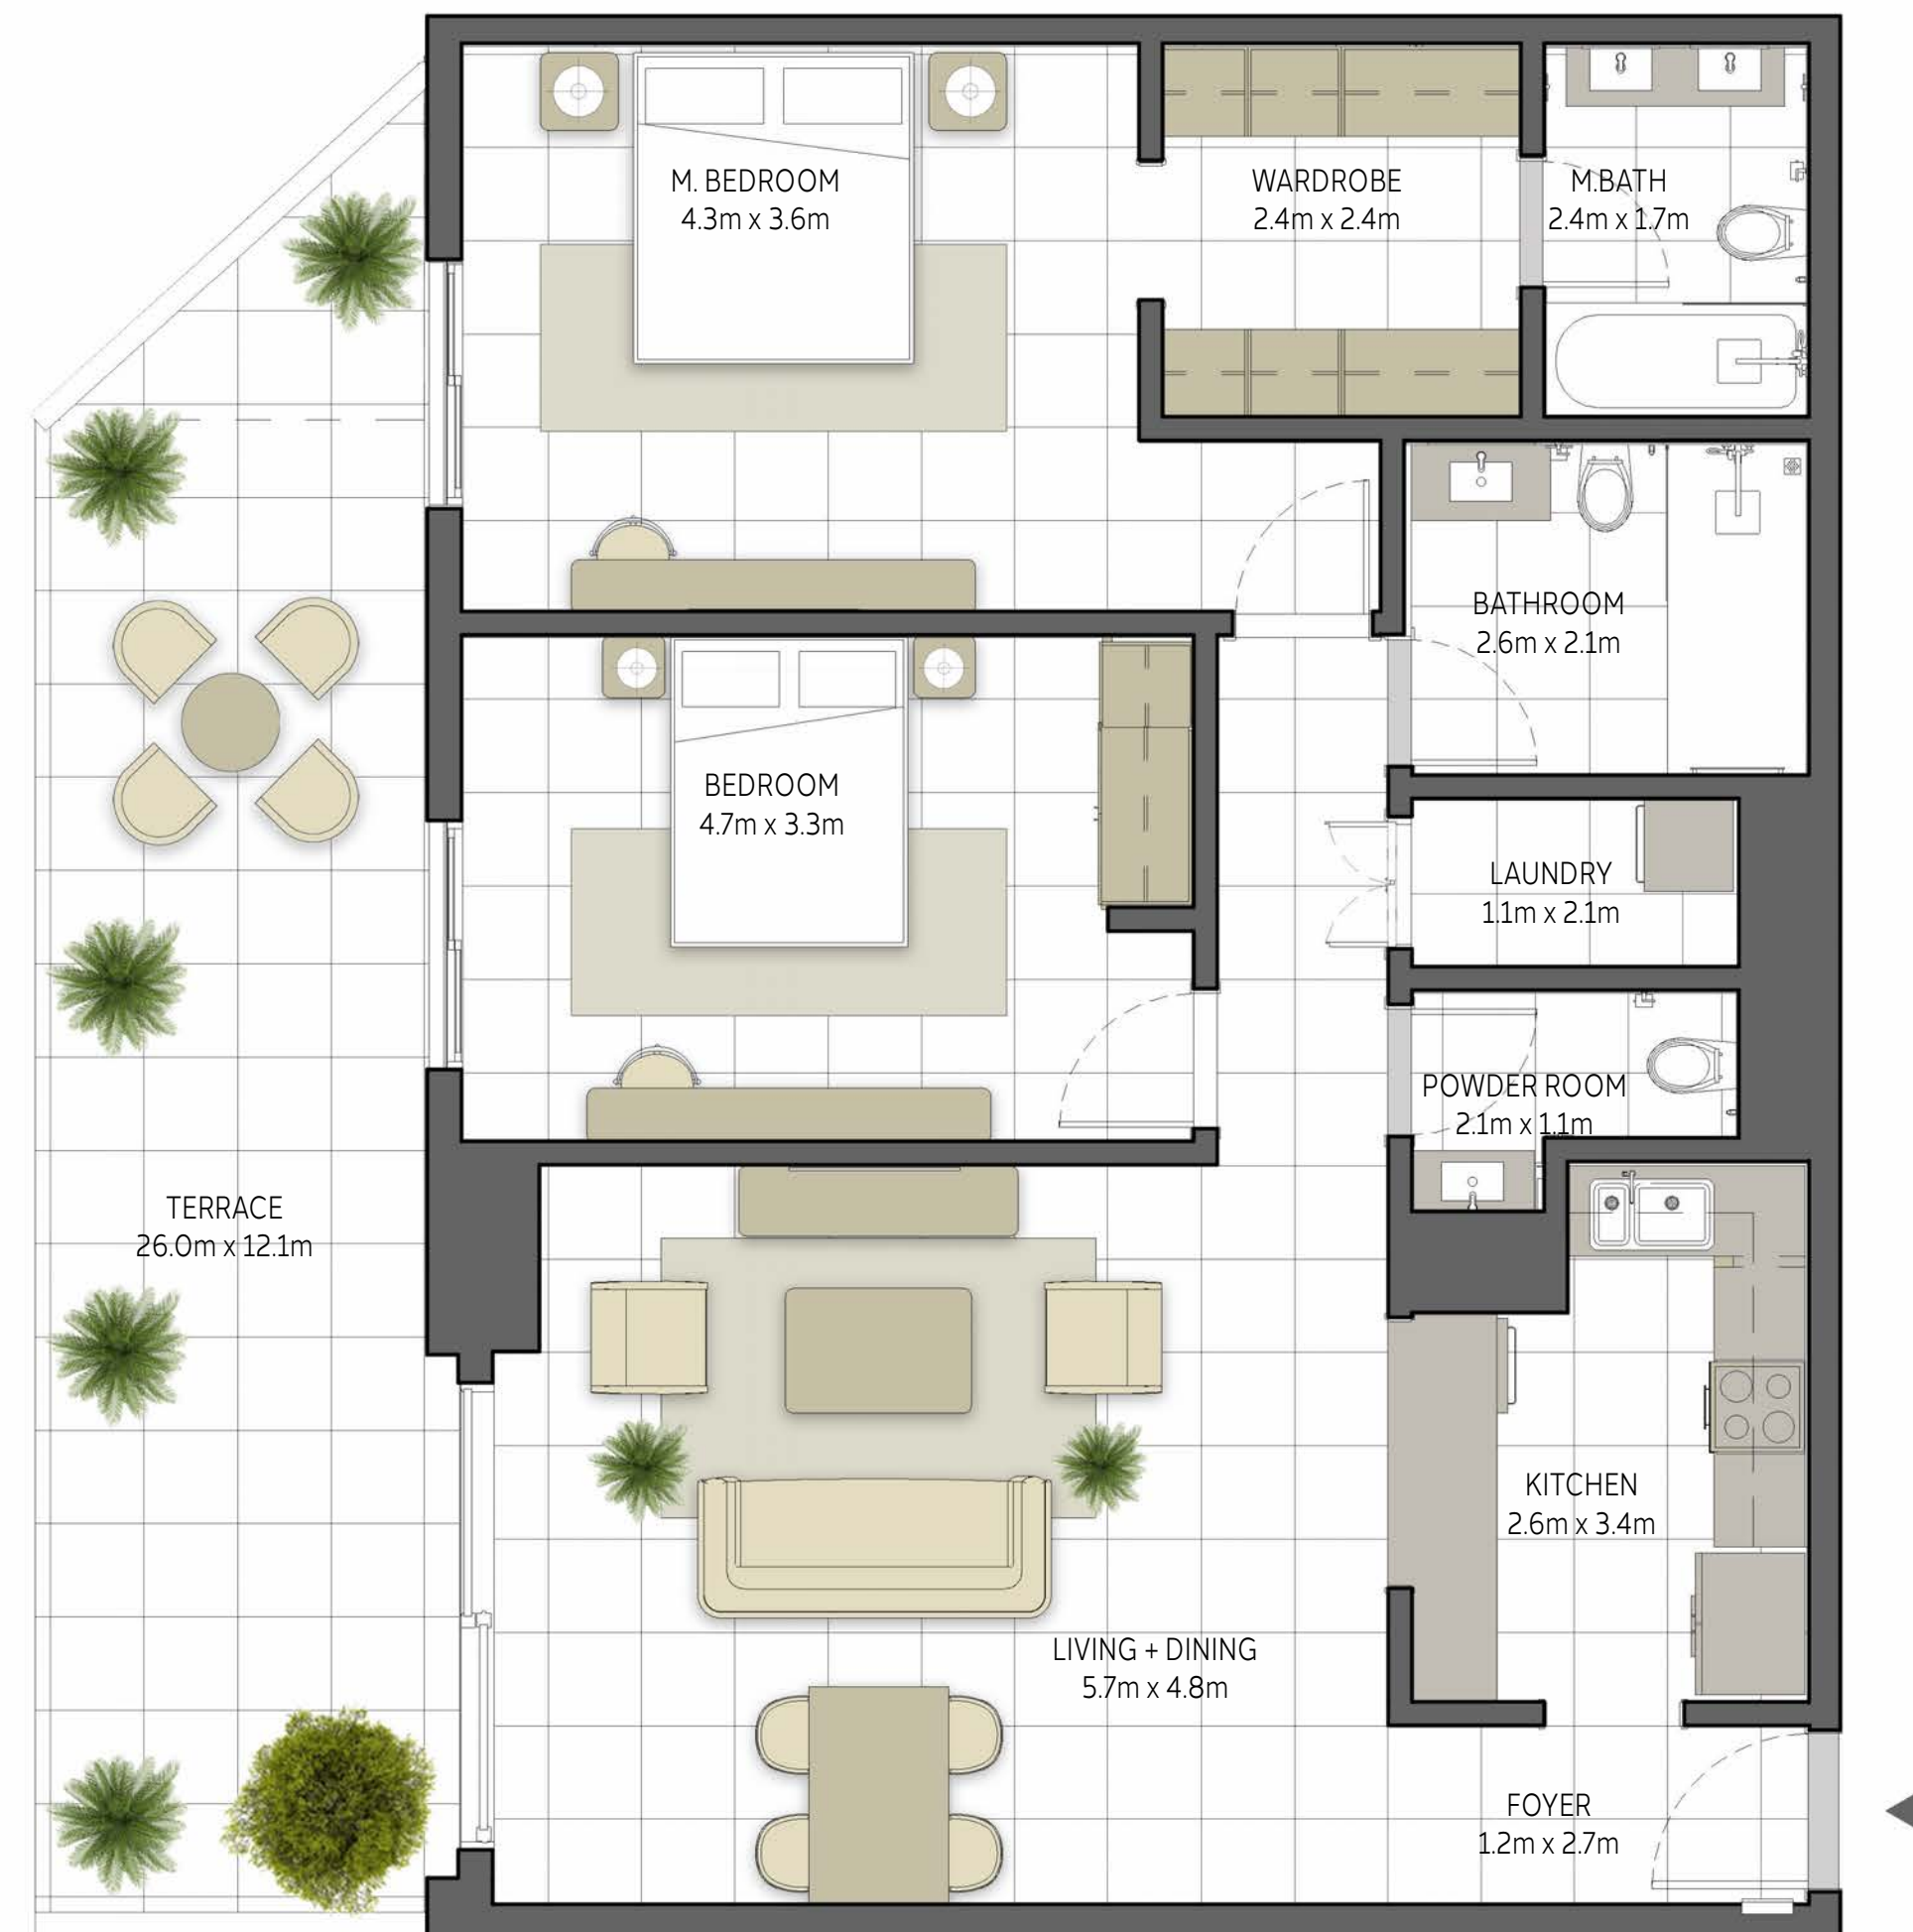 M. BEDROOM
4.3m x 3.6m
WARDROBE
2.4m x 2.4m
M.BATH
2.4m x 1.7m
BATHROOM
2.6m x 2.1m
BEDROOM
4.7m x 3.3m
LAUNDRY
1.1m x 2.1m
POWDER ROOM
2.1m x 1.1m
TERRACE
26.0m x 12.1m
KITCHEN
2.6m x 3.4m
LIVING + DINING
5.7m x 4.8m
FOYER
1.2m x 2.7m